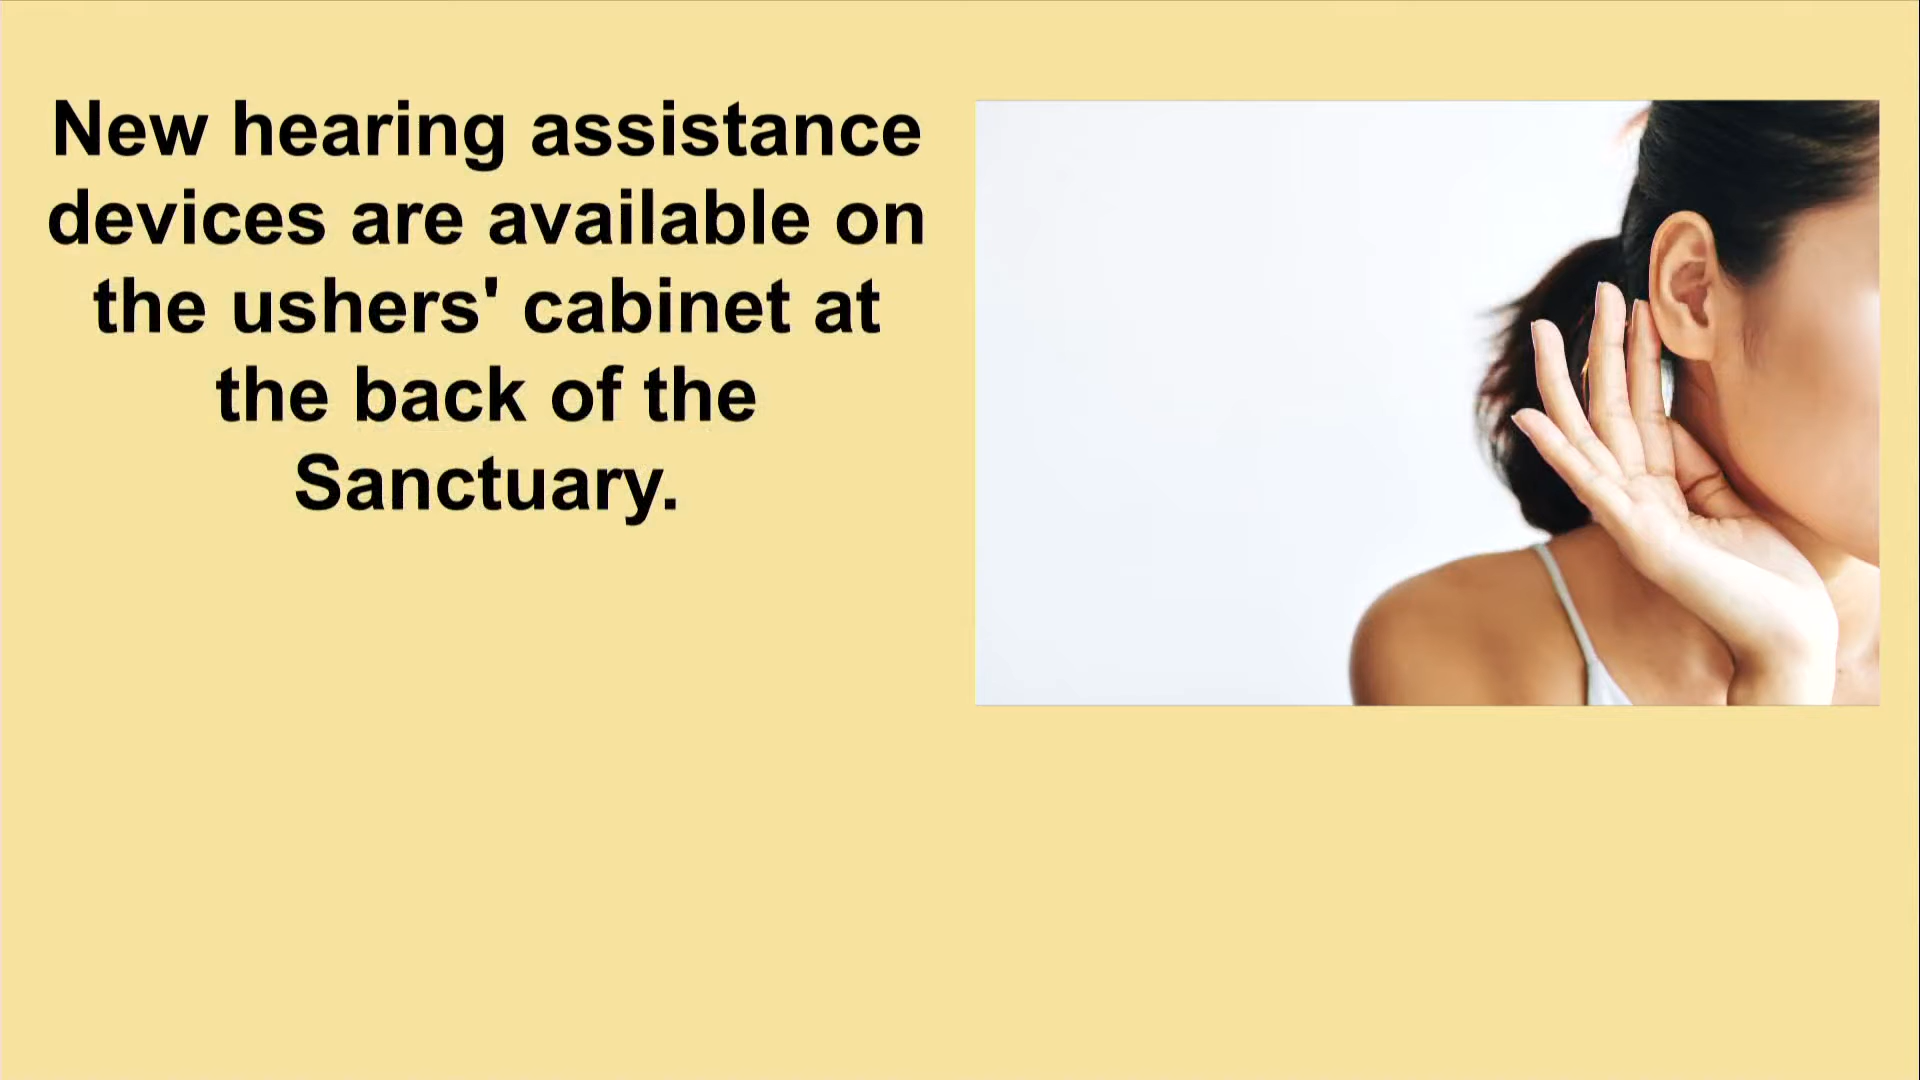 New hearing assistance
devices are available on
the ushers' cabinet at
the back of the
Sanctuary.